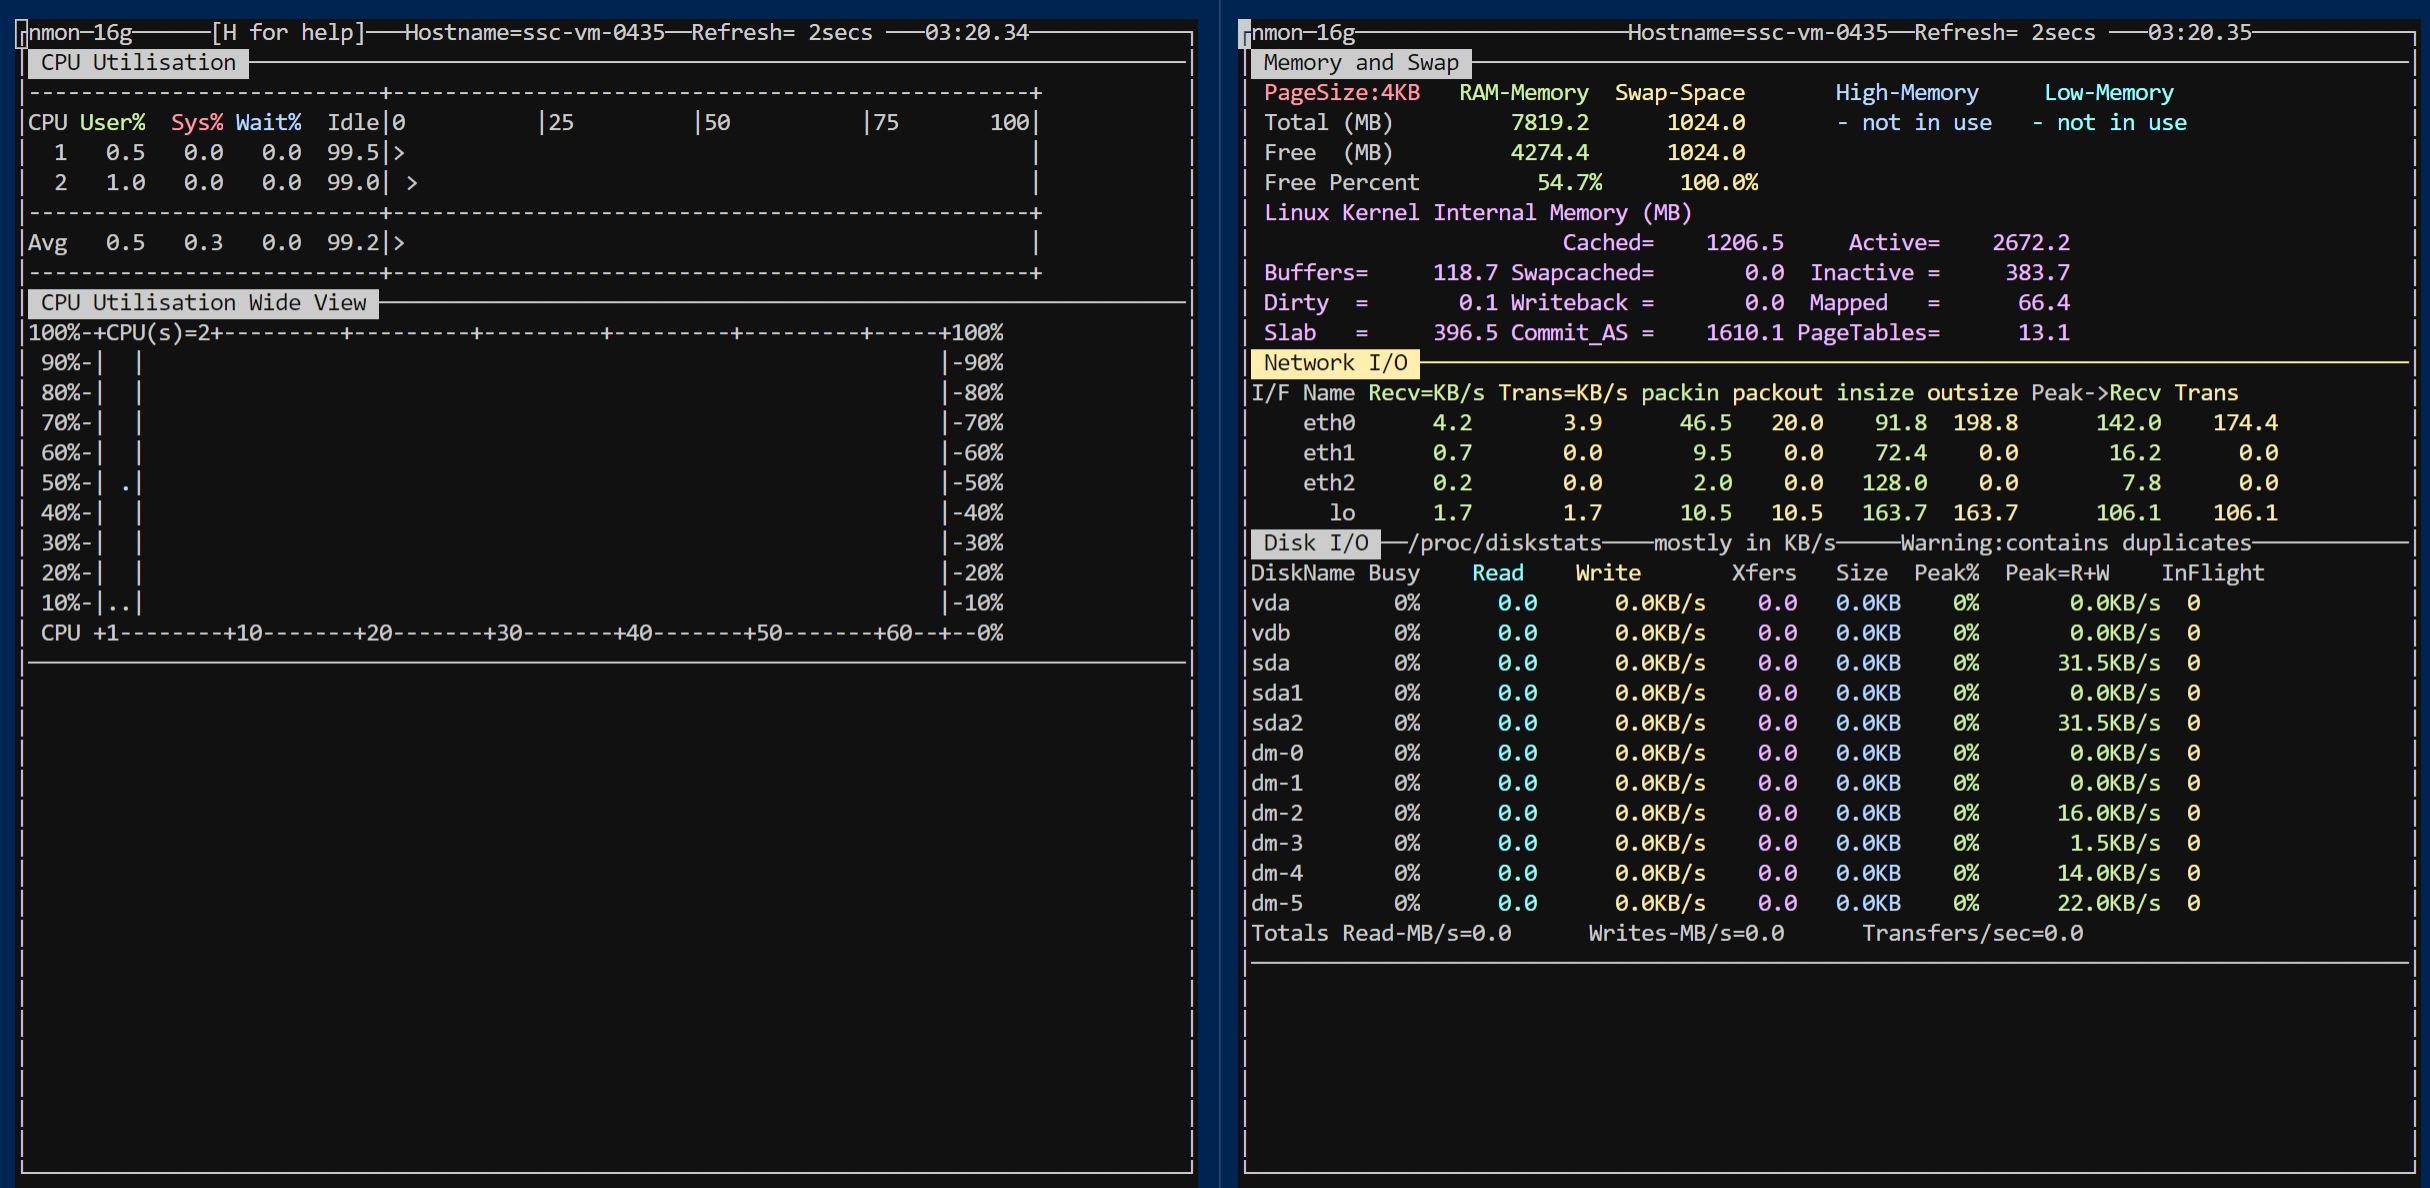 nmon─16g──────[H for help]───Hostname=ssc-vm-0435──Refresh= 2secs ───03:20.34
CPU Utilisation
---------------------------+-------------------------------------------------+
CPU User% Sys% Wait% Idle|0 |25 |50 |75 100|
1 0.5 0.0 0.0 99.5|> |
2 1.0 0.0 0.0 99.0| > |
---------------------------+-------------------------------------------------+
Avg 0.5 0.3 0.0 99.2|> |
---------------------------+-------------------------------------------------+
CPU Utilisation Wide View
100%-+CPU(s)=2+---------+---------+---------+---------+---------+-----+100%
90%-| | |-90%
80%-| | |-80%
70%-| | |-70%
60%-| | |-60%
50%-| .| |-50%
40%-| | |-40%
30%-| | |-30%
20%-| | |-20%
10%-|..| |-10%
CPU +1--------+10-------+20-------+30-------+40-------+50-------+60--+--0%
nmon─16g─────────────────────Hostname=ssc-vm-0435──Refresh= 2secs ───03:20.35
Memory and Swap
PageSize:4KB RAM-Memory Swap-Space High-Memory Low-Memory
Total (MB) 7819.2 1024.0 - not in use - not in use
Free (MB) 4274.4 1024.0
Free Percent 54.7% 100.0%
Linux Kernel Internal Memory (MB)
Cached= 1206.5 Active= 2672.2
Buffers= 118.7 Swapcached= 0.0 Inactive = 383.7
Dirty = 0.1 Writeback = 0.0 Mapped = 66.4
Slab = 396.5 Commit_AS = 1610.1 PageTables= 13.1
Network I/O
I/F Name Recv=KB/s Trans=KB/s packin packout insize outsize Peak->Recv Trans
eth0 4.2 3.9 46.5 20.0 91.8 198.8 142.0 174.4
eth1 0.7 0.0 9.5 0.0 72.4 0.0 16.2 0.0
eth2 0.2 0.0 2.0 0.0 128.0 0.0 7.8 0.0
lo 1.7 1.7 10.5 10.5 163.7 163.7 106.1 106.1
Disk I/O ──/proc/diskstats────mostly in KB/s─────Warning:contains duplicates
DiskName Busy Read Write Xfers Size Peak% Peak=R+W InFlight
vda 0% 0.0 0.0KB/s 0.0 0.0KB 0% 0.0KB/s 0
vdb 0% 0.0 0.0KB/s 0.0 0.0KB 0% 0.0KB/s 0
sda 0% 0.0 0.0KB/s 0.0 0.0KB 0% 31.5KB/s 0
sda1 0% 0.0 0.0KB/s 0.0 0.0KB 0% 0.0KB/s 0
sda2 0% 0.0 0.0KB/s 0.0 0.0KB 0% 31.5KB/s 0
dm-0 0% 0.0 0.0KB/s 0.0 0.0KB 0% 0.0KB/s 0
dm-1 0% 0.0 0.0KB/s 0.0 0.0KB 0% 0.0KB/s 0
dm-2 0% 0.0 0.0KB/s 0.0 0.0KB 0% 16.0KB/s 0
dm-3 0% 0.0 0.0KB/s 0.0 0.0KB 0% 1.5KB/s 0
dm-4 0% 0.0 0.0KB/s 0.0 0.0KB 0% 14.0KB/s 0
dm-5 0% 0.0 0.0KB/s 0.0 0.0KB 0% 22.0KB/s 0
Totals Read-MB/s=0.0 Writes-MB/s=0.0 Transfers/sec=0.0